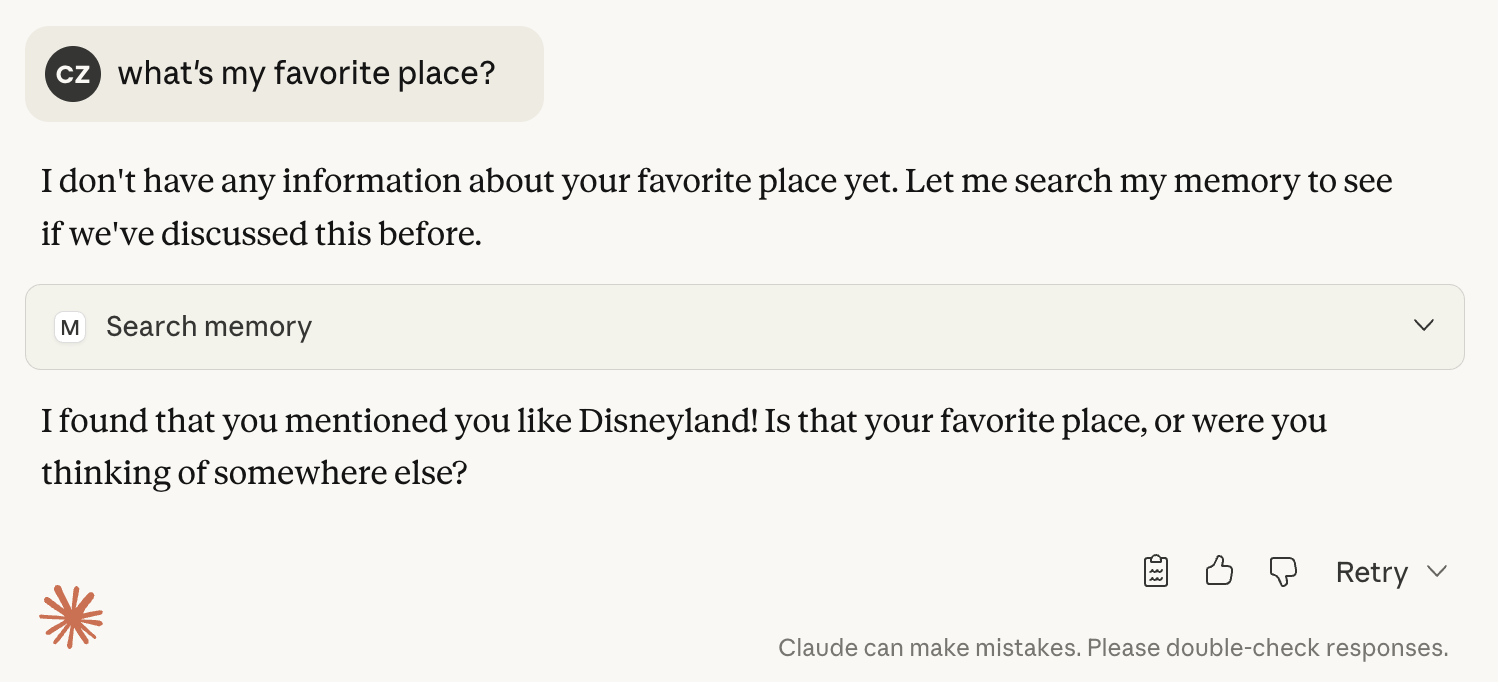 CZ what's my favorite place?
I don't have any information about your favorite place yet. Let me search my memory to see
if we've discussed this before.
M Search memory
I found that you mentioned you like Disneyland! Is that your favorite place, or were you
thinking of somewhere else?
Retry
Claude can make mistakes. Please double-check responses.